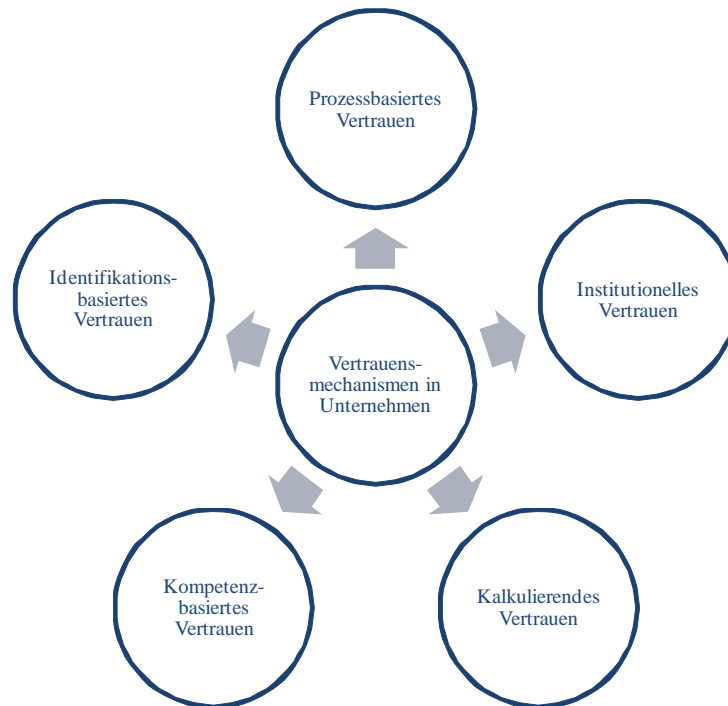 Prozessbasiertes
Vertrauen
Identifikations-
basiertes
Vertrauen
Institutionelles
Vertrauen
Vertrauens-
mechanismen in
Unternehmen
Kompetenz-
basiertes
Vertrauen
Kalkulierendes
Vertrauen